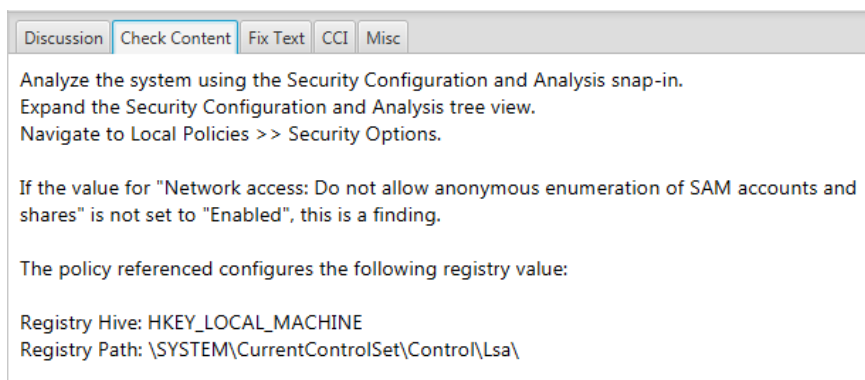 Discussion Check Content Fix Text CCI Misc
Analyze the system using the Security Configuration and Analysis snap-in.
Expand the Security Configuration and Analysis tree view.
Navigate to Local Policies >> Security Options.
If the value for "Network access: Do not allow anonymous enumeration of SAM accounts and
shares" is not set to "Enabled", this is a finding.
The policy referenced configures the following registry value:
Registry Hive: HKEY_LOCAL_MACHINE
Registry Path: \SYSTEM\CurrentControlSet\Control\Lsa\